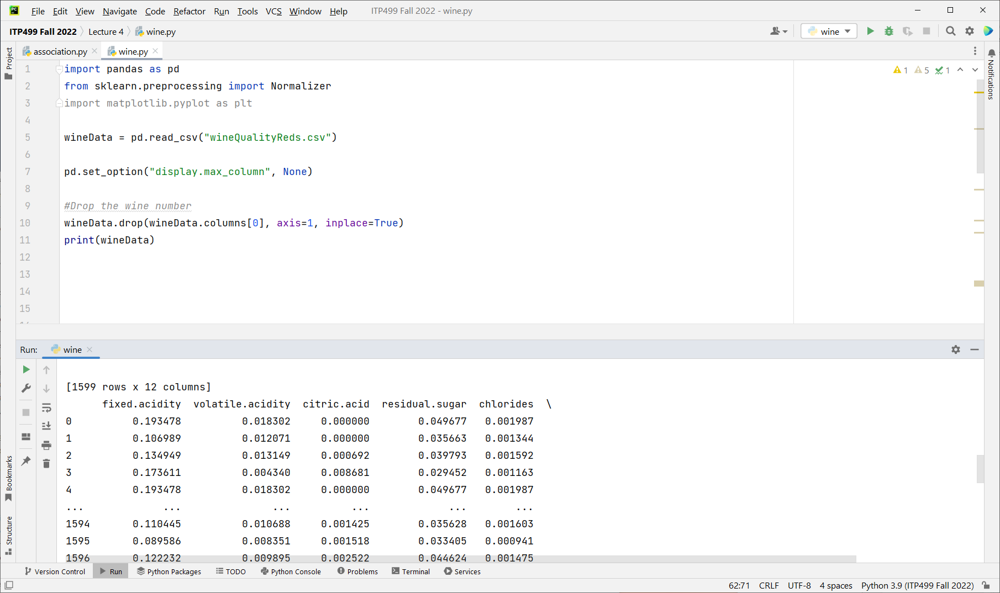 File Edit View Navigate Code Refactor Run Tools VCS Window Help ITP499 Fall 2022 - wine.py
ITP499 Fall 2022 Lecture 4 wine.py wine
Project
association.py wine.py
Notifications
1 import pandas as pd
1 5 1
2 from sklearn.preprocessing import Normalizer
3 import matplotlib.pyplot as plt
4
5 wineData = pd.read_csv("wineQualityReds.csv")
6
7 pd.set_option("display.max_column", None)
8
9 #Drop the wine number
10 wineData.drop(wineData.columns[0], axis=1, inplace=True)
11 print(wineData)
12
13
14
15
Run: wine
[1599 rows x 12 columns]
fixed.acidity volatile.acidity citric.acid residual.sugar chlorides \
0 0.193478 0.018302 0.000000 0.049677 0.001987
1 0.106989 0.012071 0.000000 0.035663 0.001344
2 0.134949 0.013149 0.000692 0.039793 0.001592
3 0.173611 0.004340 0.008681 0.029452 0.001163
4 0.193478 0.018302 0.000000 0.049677 0.001987
... ... ... ... ... ...
1594 0.110445 0.010688 0.001425 0.035628 0.001603
1595 0.089586 0.008351 0.001518 0.033405 0.000941
1596 0.122232 0.009895 0.002522 0.044624 0.001475
Bookmarks
Structure
Version Control Run Python Packages TODO Python Console Problems Terminal Services
62:71 CRLF UTF-8 4 spaces Python 3.9 (ITP499 Fall 2022)